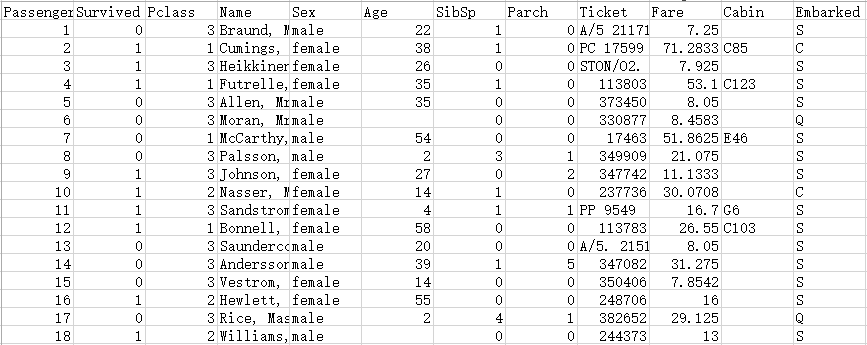 Passenger Survived Pclass Name Sex Age SibSp Parch Ticket Fare Cabin Embarked
1 0 3 Braund, M male 22 1 0 A/5 21171 7.25 S
2 1 1 Cumings, female 38 1 0 PC 17599 71.2833 C85 C
3 1 3 Heikkinen female 26 0 0 STON/O2. 7.925 S
4 1 1 Futrelle, female 35 1 0 113803 53.1 C123 S
5 0 3 Allen, Mr male 35 0 0 373450 8.05 S
6 0 3 Moran, Mr male 0 0 330877 8.4583 Q
7 0 1 McCarthy, male 54 0 0 17463 51.8625 E46 S
8 0 3 Palsson, male 2 3 1 349909 21.075 S
9 1 3 Johnson, female 27 0 2 347742 11.1333 S
10 1 2 Nasser, M female 14 1 0 237736 30.0708 C
11 1 3 Sandstrom female 4 1 1 PP 9549 16.7 G6 S
12 1 1 Bonnell, female 58 0 0 113783 26.55 C103 S
13 0 3 Saunderco male 20 0 0 A/5. 2151 8.05 S
14 0 3 Andersson male 39 1 5 347082 31.275 S
15 0 3 Vestrom, female 14 0 0 350406 7.8542 S
16 1 2 Hewlett, female 55 0 0 248706 16 S
17 0 3 Rice, Mas male 2 4 1 382652 29.125 Q
18 1 2 Williams, male 0 0 244373 13 S